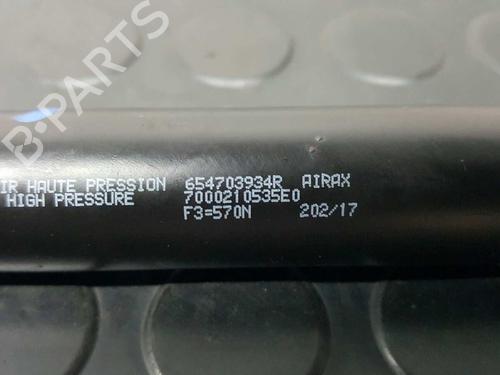 B-PARTS
IR HAUTE PRESSION 654703934R AIRAX
HIGH PRESSURE 7000210535E0
F3=570N 202/17